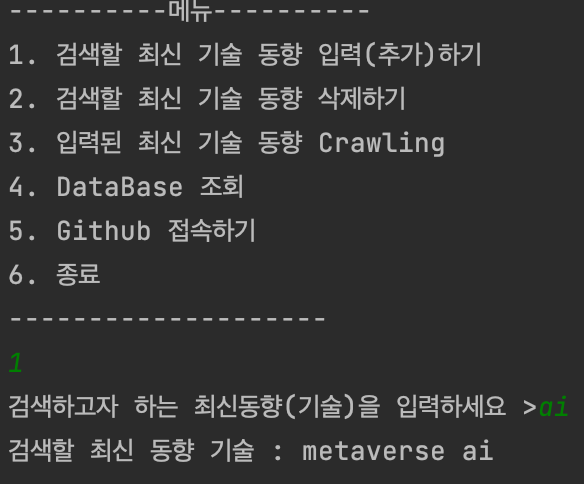 ----------메뉴----------
1. 검색할 최신 기술 동향 입력(추가)하기
2. 검색할 최신 기술 동향 삭제하기
3. 입력된 최신 기술 동향 Crawling
4. DataBase 조회
5. Github 접속하기
6. 종료
--------------------
1
검색하고자 하는 최신동향(기술)을 입력하세요 >ai
검색할 최신 동향 기술 : metaverse ai